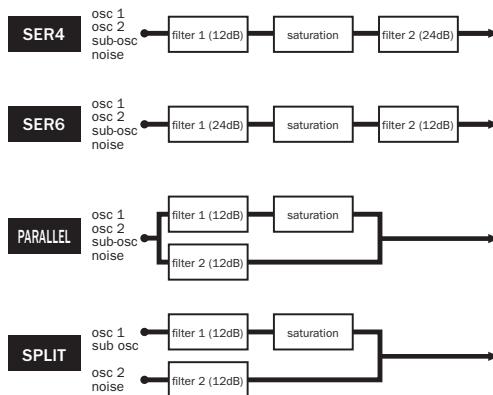 SER4
osc 1
osc 2
sub-osc
noise
filter 1 (12dB)
saturation
filter 2 (24dB)
SER6
osc 1
osc 2
sub-osc
noise
filter 1 (24dB)
saturation
filter 2 (12dB)
PARALLEL
osc 1
osc 2
sub-osc
noise
filter 1 (12dB)
saturation
filter 2 (12dB)
SPLIT
osc 1
sub osc
filter 1 (12dB)
saturation
osc 2
noise
filter 2 (12dB)